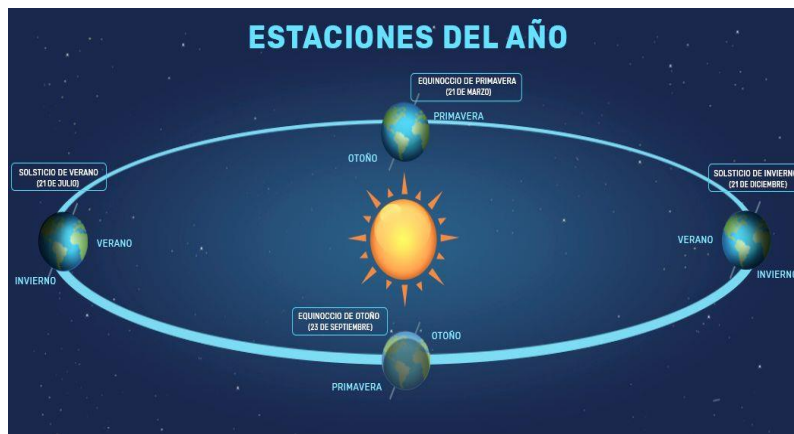 ESTACIONES DEL AÑO
EQUINOCCIO DE PRIMAVERA
(21 DE MARZO)
PRIMAVERA
OTOÑO
SOLSTICIO DE VERANO
(21 DE JULIO)
VERANO
INVIERNO
SOLSTICIO DE INVIERNO
(21 DE DICIEMBRE)
VERANO
INVIERNO
EQUINOCCIO DE OTOÑO
(23 DE SEPTIEMBRE)
OTOÑO
PRIMAVERA